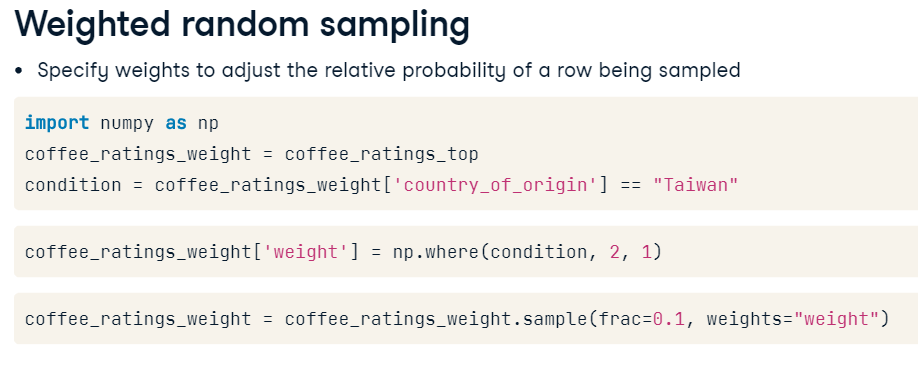 Weighted random sampling
• Specify weights to adjust the relative probability of a row being sampled
import numpy as np
coffee_ratings_weight = coffee_ratings_top
condition = coffee_ratings_weight['country_of_origin'] == "Taiwan"
coffee_ratings_weight['weight'] = np.where(condition, 2, 1)
coffee_ratings_weight = coffee_ratings_weight.sample(frac=0.1, weights="weight")